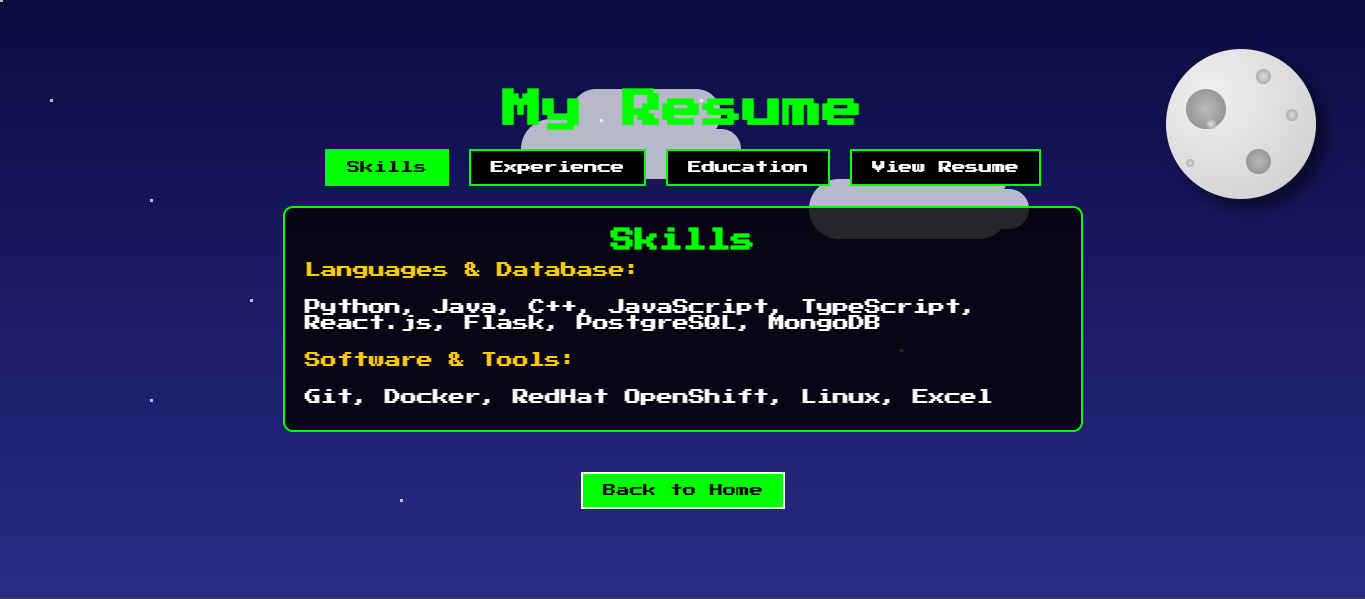 My Resume
Skills Experience Education View Resume
Skills
Languages & Database:
Python, Java, C++, JavaScript, TypeScript,
React.js, Flask, PostgreSQL, MongoDB
Software & Tools:
Git, Docker, RedHat OpenShift, Linux, Excel
Back to Home